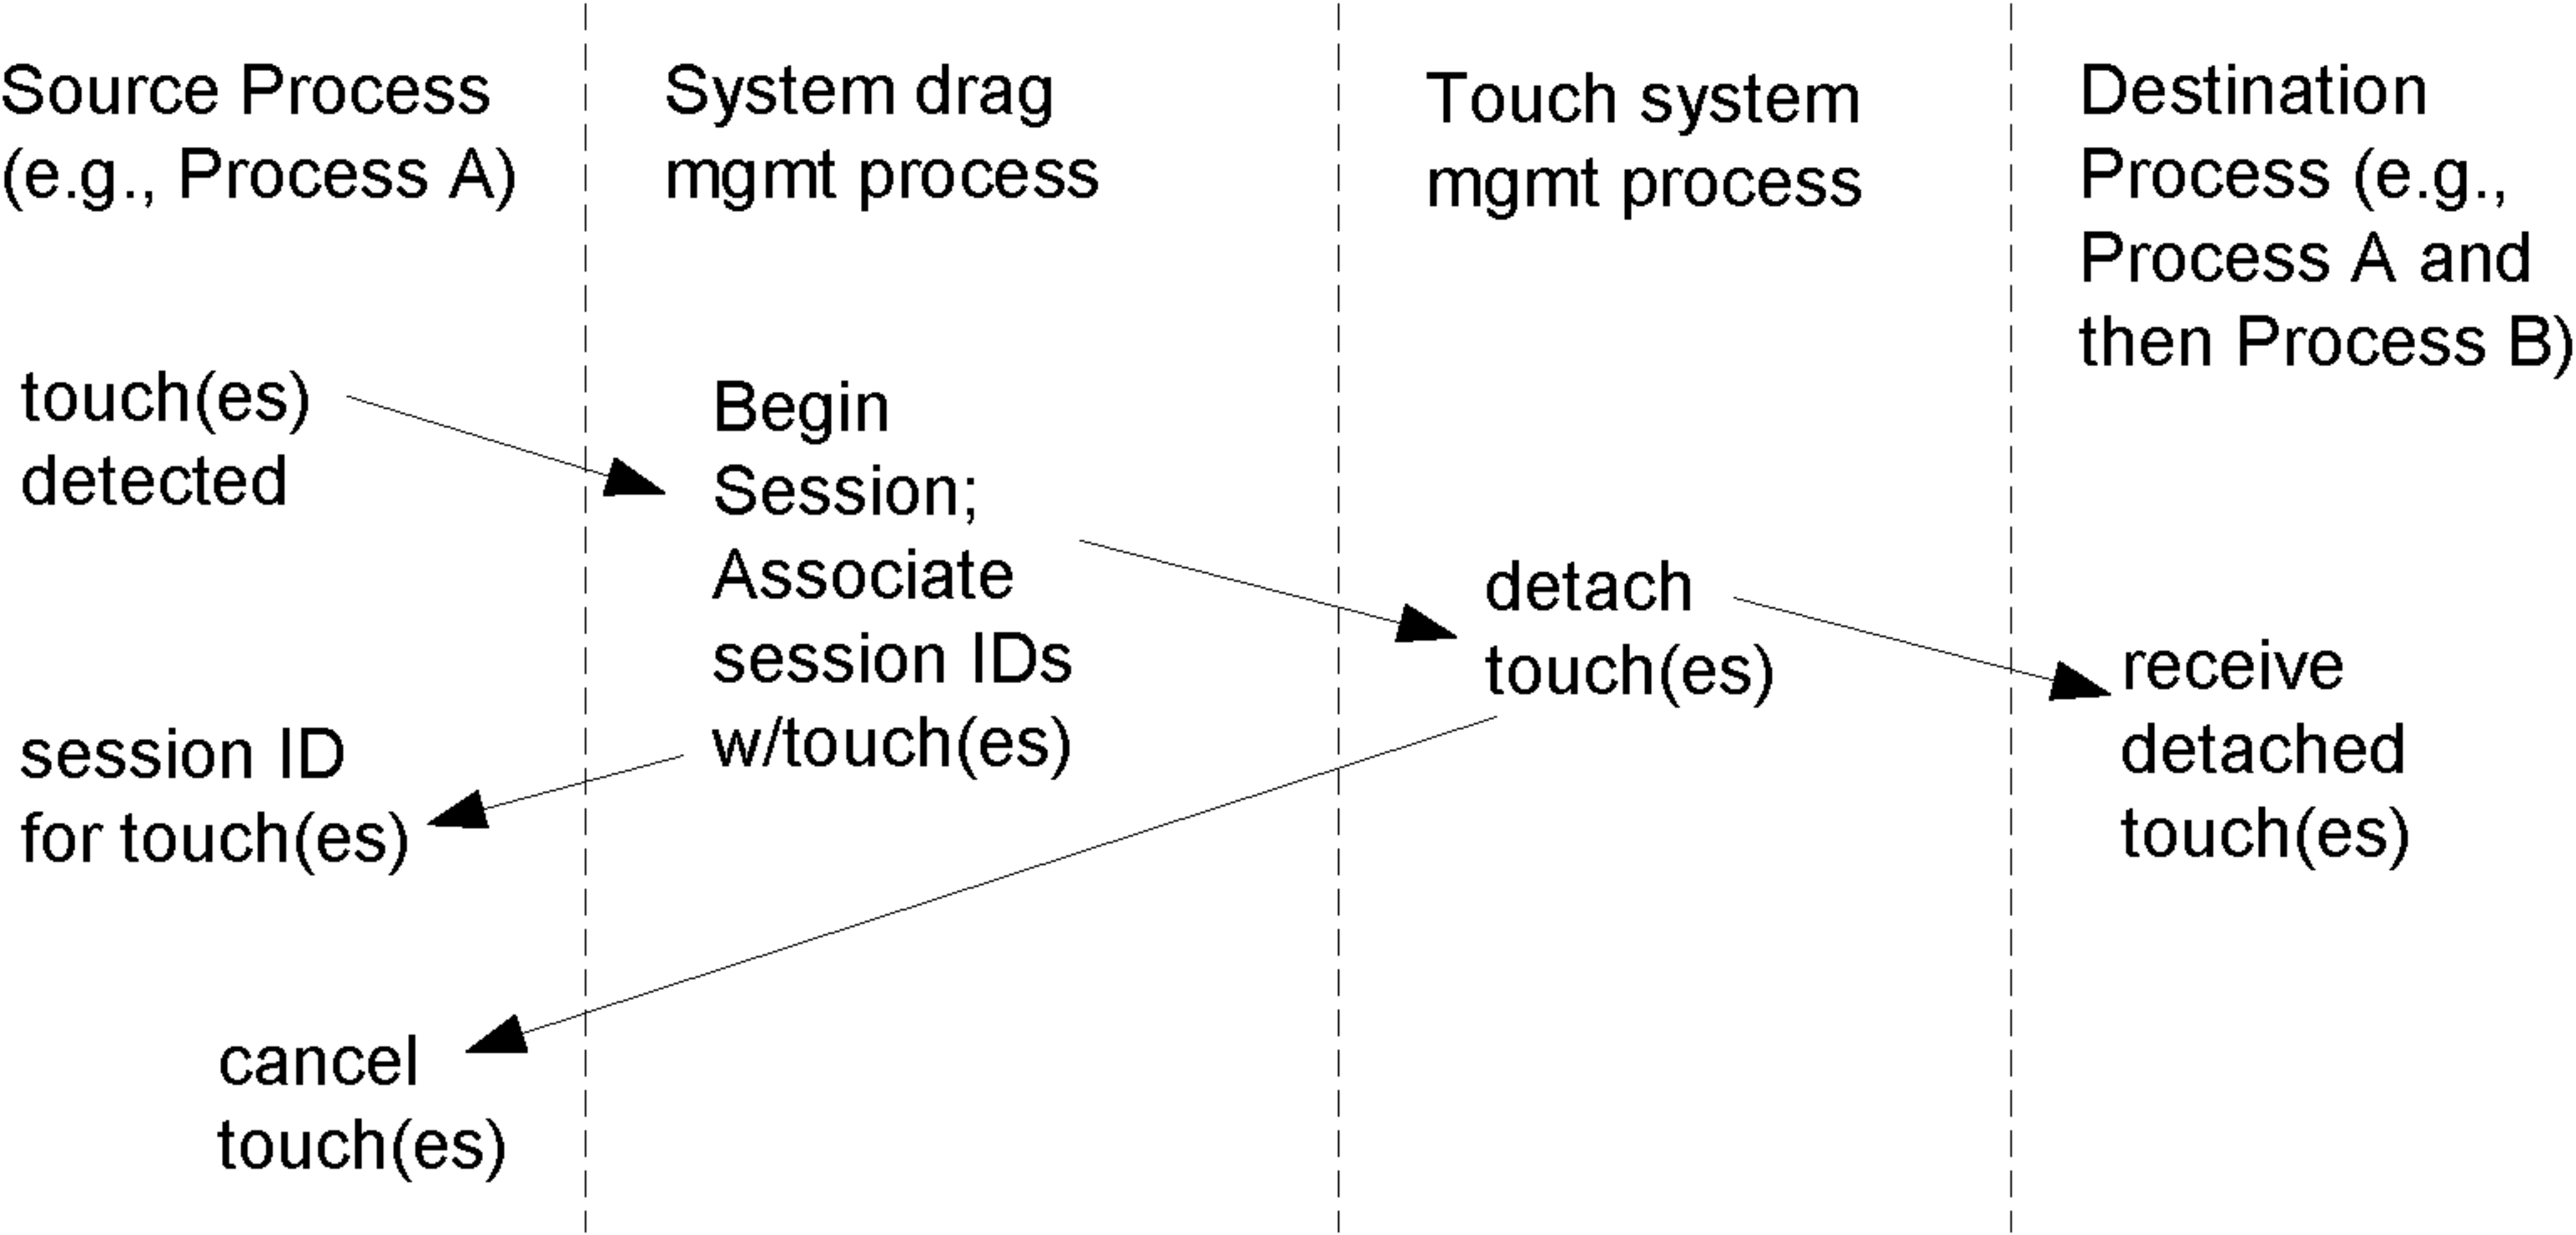 Source Process
(e.g., Process A)
System drag
mgmt process
Touch system
mgmt process
Destination
Process (e.g.,
Process A and
then Process B)
touch(es)
detected
Begin
Session;
Associate
session IDs
w/touch(es)
detach
touch(es)
receive
detached
touch(es)
session ID
for touch(es)
cancel
touch(es)